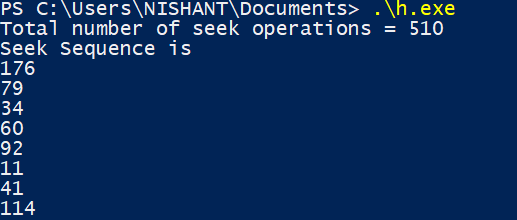 PS C:\Users\NISHANT\Documents> .\h.exe
Total number of seek operations = 510
Seek Sequence is
176
79
34
60
92
11
41
114